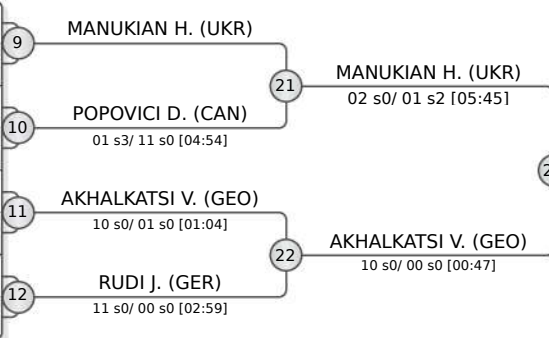 9
MANUKIAN H. (UKR)
21
MANUKIAN H. (UKR)
02 s0/ 01 s2 [05:45]
10
POPOVICI D. (CAN)
01 s3/ 11 s0 [04:54]
11
AKHALKATSI V. (GEO)
10 s0/ 01 s0 [01:04]
22
AKHALKATSI V. (GEO)
10 s0/ 00 s0 [00:47]
12
RUDI J. (GER)
11 s0/ 00 s0 [02:59]